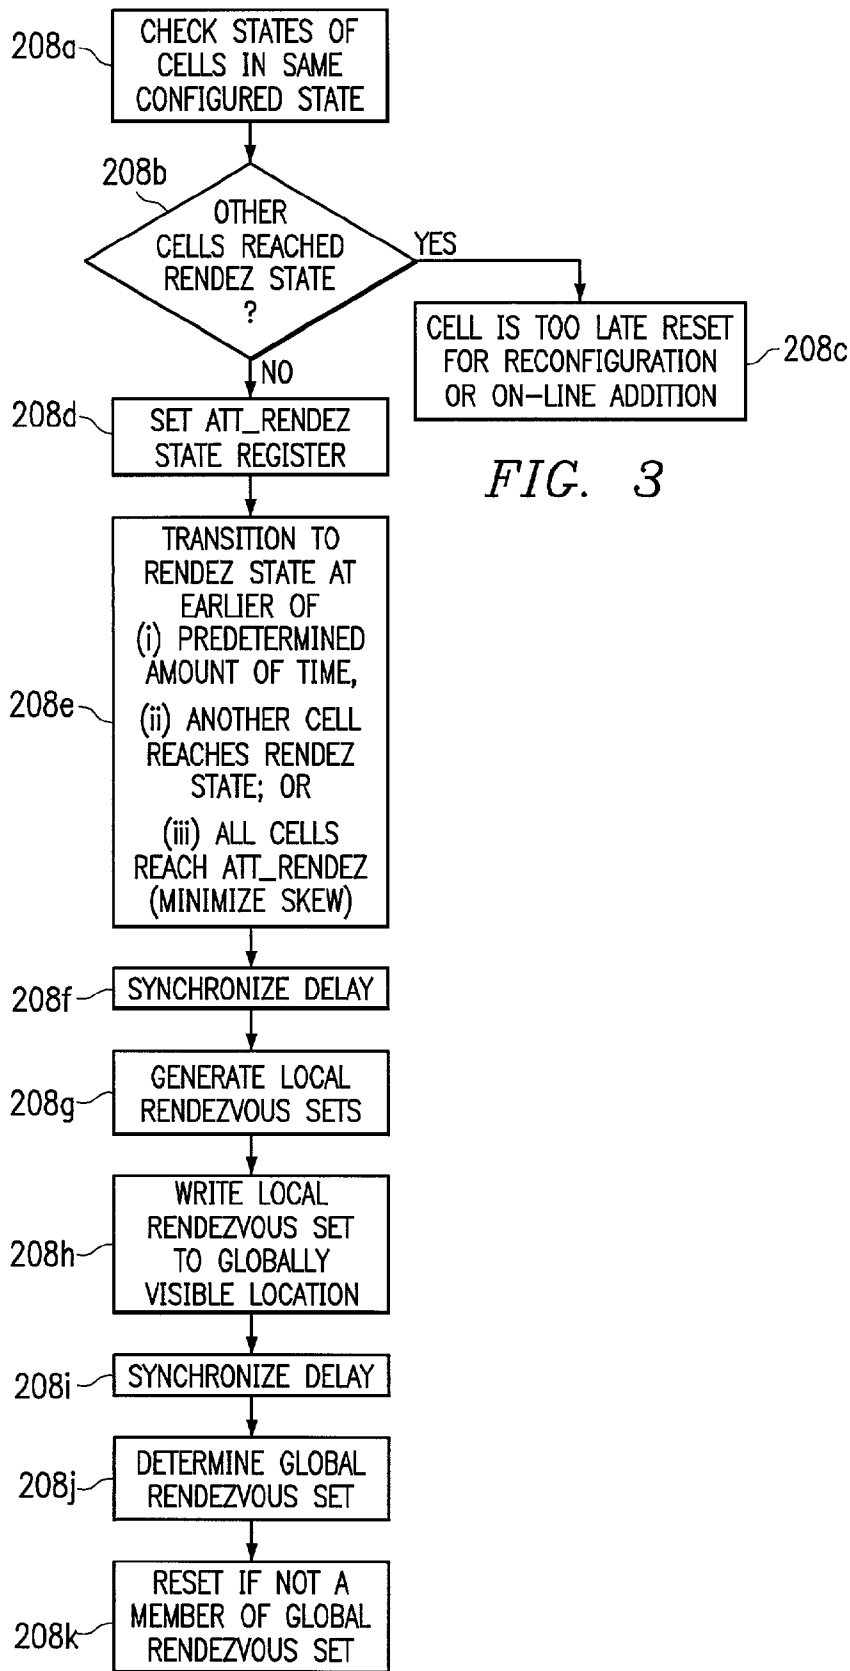 208a
CHECK STATES OF
CELLS IN SAME
CONFIGURED STATE
208b
OTHER
CELLS REACHED
RENDEZ STATE
?
YES
NO
CELL IS TOO LATE RESET
FOR RECONFIGURATION
OR ON-LINE ADDITION
208c
208d
SET ATT_RENDEZ
STATE REGISTER
FIG. 3
208e
TRANSITION TO
RENDEZ STATE AT
EARLIER OF
(i) PREDETERMINED
AMOUNT OF TIME,
(ii) ANOTHER CELL
REACHES RENDEZ
STATE; OR
(iii) ALL CELLS
REACH ATT_RENDEZ
(MINIMIZE SKEW)
208f
SYNCHRONIZE DELAY
208g
GENERATE LOCAL
RENDEZVOUS SETS
208h
WRITE LOCAL
RENDEZVOUS SET
TO GLOBALLY
VISIBLE LOCATION
208i
SYNCHRONIZE DELAY
208j
DETERMINE GLOBAL
RENDEZVOUS SET
208k
RESET IF NOT A
MEMBER OF GLOBAL
RENDEZVOUS SET